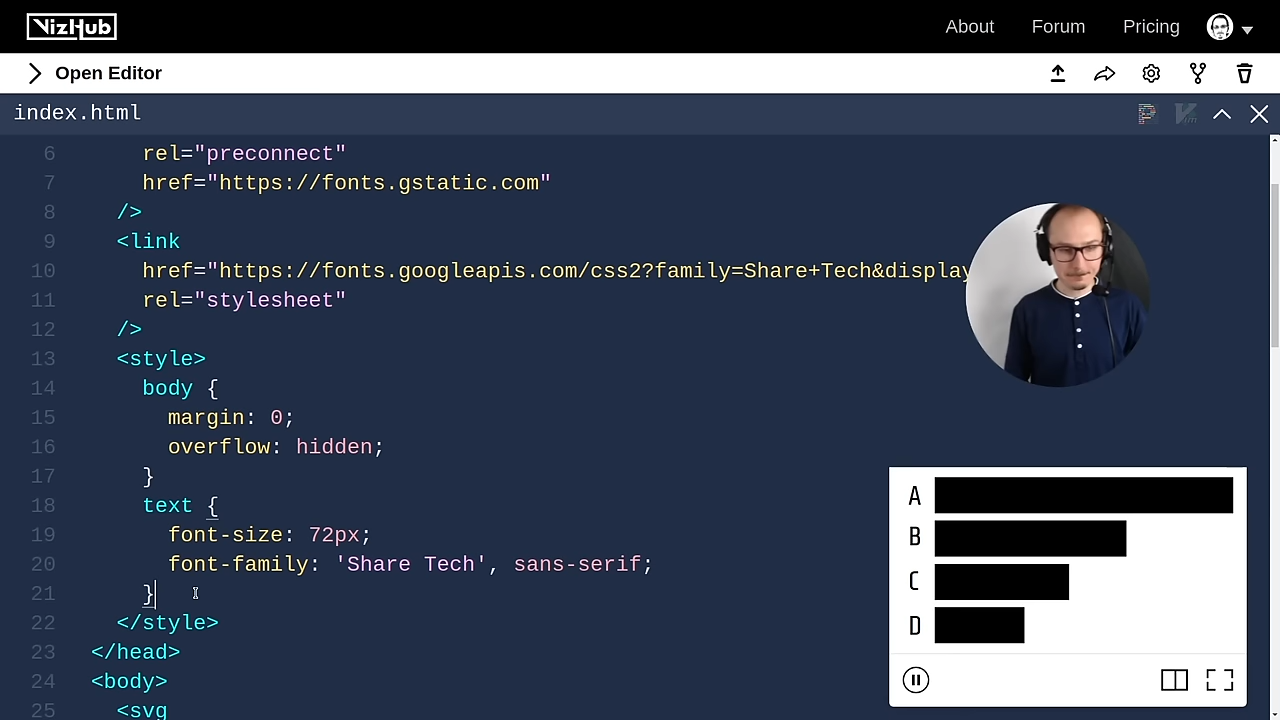 VizHub
About Forum Pricing
Open Editor
index.html
6 rel="preconnect"
7 href="https://fonts.gstatic.com"
8 />
9 <link
10 href="https://fonts.googleapis.com/css2?family=Share+Tech&display
11 rel="stylesheet"
12 />
13 <style>
14 body {
15 margin: 0;
16 overflow: hidden;
17 }
18 text {
19 font-size: 72px;
20 font-family: 'Share Tech', sans-serif;
21 }
22 </style>
23 </head>
24 <body>
25 <svg
A
B
C
D